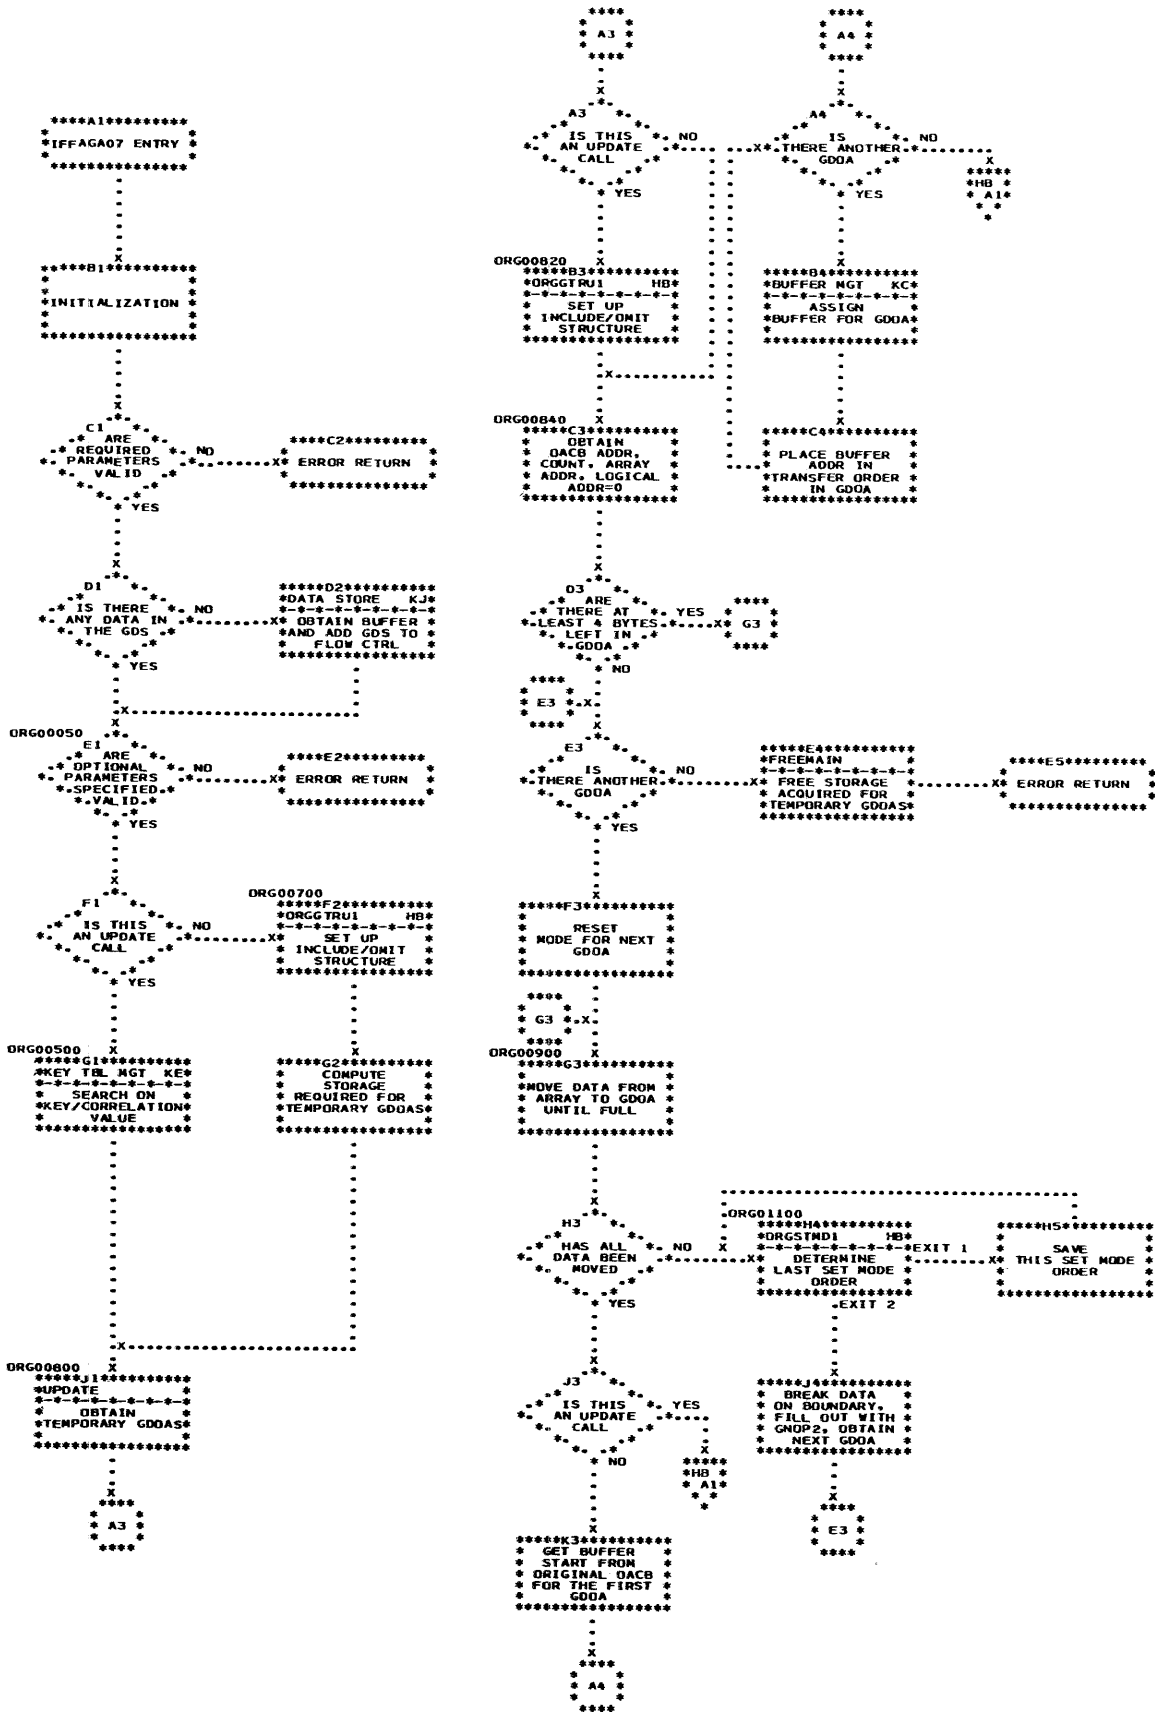 A1
IFFAGA07 ENTRY
B1
INITIALIZATION
C1
ARE
REQUIRED
PARAMETERS
VALID
NO
YES
C2
ERROR RETURN
D1
IS THERE
ANY DATA IN
THE GDS
NO
YES
D2
DATA STORE KJ
OBTAIN BUFFER
AND ADD GDS TO
FLOW CTRL
ORG00050
E1
ARE
OPTIONAL
PARAMETERS
SPECIFIED
VALID
NO
YES
E2
ERROR RETURN
F1
IS THIS
AN UPDATE
CALL
NO
YES
ORG00700
F2
ORGGTRU1 HB
SET UP
INCLUDE/OMIT
STRUCTURE
ORG00500
G1
KEY TBL MGT KE
SEARCH ON
KEY/CORRELATION
VALUE
G2
COMPUTE
STORAGE
REQUIRED FOR
TEMPORARY GDOAS
ORG00800
J1
UPDATE
OBTAIN
TEMPORARY GDOAS
A3
A3
A3
IS THIS
AN UPDATE
CALL
NO
YES
ORG00820
B3
ORGGTRU1 HB
SET UP
INCLUDE/OMIT
STRUCTURE
ORG00840
C3
OBTAIN
OACB ADDR,
COUNT, ARRAY
ADDR, LOGICAL
ADDR=0
D3
ARE
THERE AT
LEAST 4 BYTES
LEFT IN
GDOA
YES
NO
G3
E3
E3
IS
THERE ANOTHER
GDOA
NO
YES
E4
FREEMAIN
FREE STORAGE
ACQUIRED FOR
TEMPORARY GDOAS
E5
ERROR RETURN
F3
RESET
MODE FOR NEXT
GDOA
G3
ORG00900
G3
MOVE DATA FROM
ARRAY TO GDOA
UNTIL FULL
H3
HAS ALL
DATA BEEN
MOVED
NO
YES
ORG01100
H4
ORGSTMD1 HB
DETERMINE
LAST SET MODE
ORDER
EXIT 1
EXIT 2
H5
SAVE
THIS SET MODE
ORDER
J3
IS THIS
AN UPDATE
CALL
YES
NO
HB
A1
J4
BREAK DATA
ON BOUNDARY,
FILL OUT WITH
GNOP2, OBTAIN
NEXT GDOA
E3
K3
GET BUFFER
START FROM
ORIGINAL OACB
FOR THE FIRST
GDOA
A4
A4
A4
IS
THERE ANOTHER
GDOA
NO
YES
HB
A1
B4
BUFFER MGT KC
ASSIGN
BUFFER FOR GDOA
C4
PLACE BUFFER
ADDR IN
TRANSFER ORDER
IN GDOA